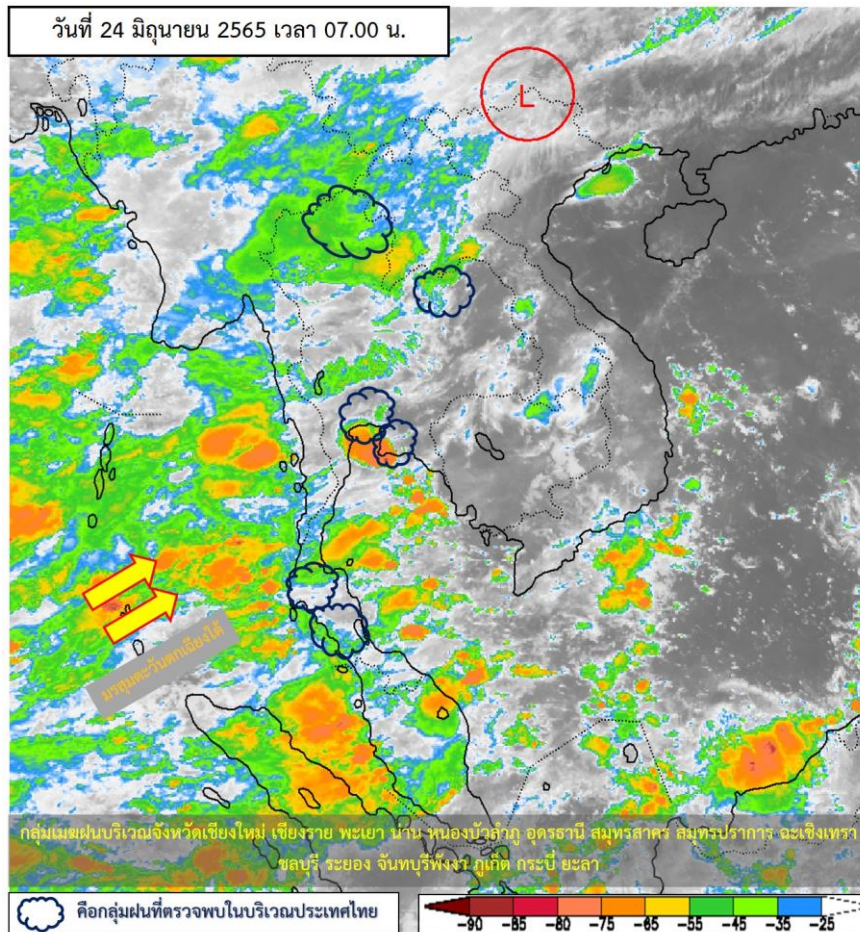 วันที่ 24 มิถุนายน 2565 เวลา 07.00 น.
L
มรสุมตะวันตกเฉียงใต้
กลุ่มเมฆฝนบริเวณจังหวัดเชียงใหม่ เชียงราย พะเยา น่าน หนองบัวลำภู อุดรธานี สมุทรสาคร สมุทรปราการ ฉะเชิงเทรา
ชลบุรี ระยอง จันทบุรีพังงา ภูเก็ต กระบี่ ยะลา
คือกลุ่มฝนที่ตรวจพบในบริเวณประเทศไทย
-90 -85 -80 -75 -65 -55 -45 -35 -25